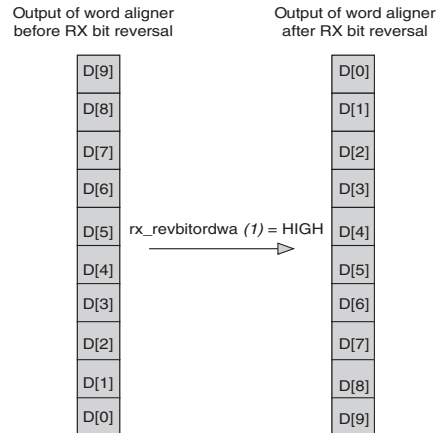 Output of word aligner
before RX bit reversal
D[9]
D[8]
D[7]
D[6]
D[5]
D[4]
D[3]
D[2]
D[1]
D[0]
rx_revbitordwa (1) = HIGH
Output of word aligner
after RX bit reversal
D[0]
D[1]
D[2]
D[3]
D[4]
D[5]
D[6]
D[7]
D[8]
D[9]